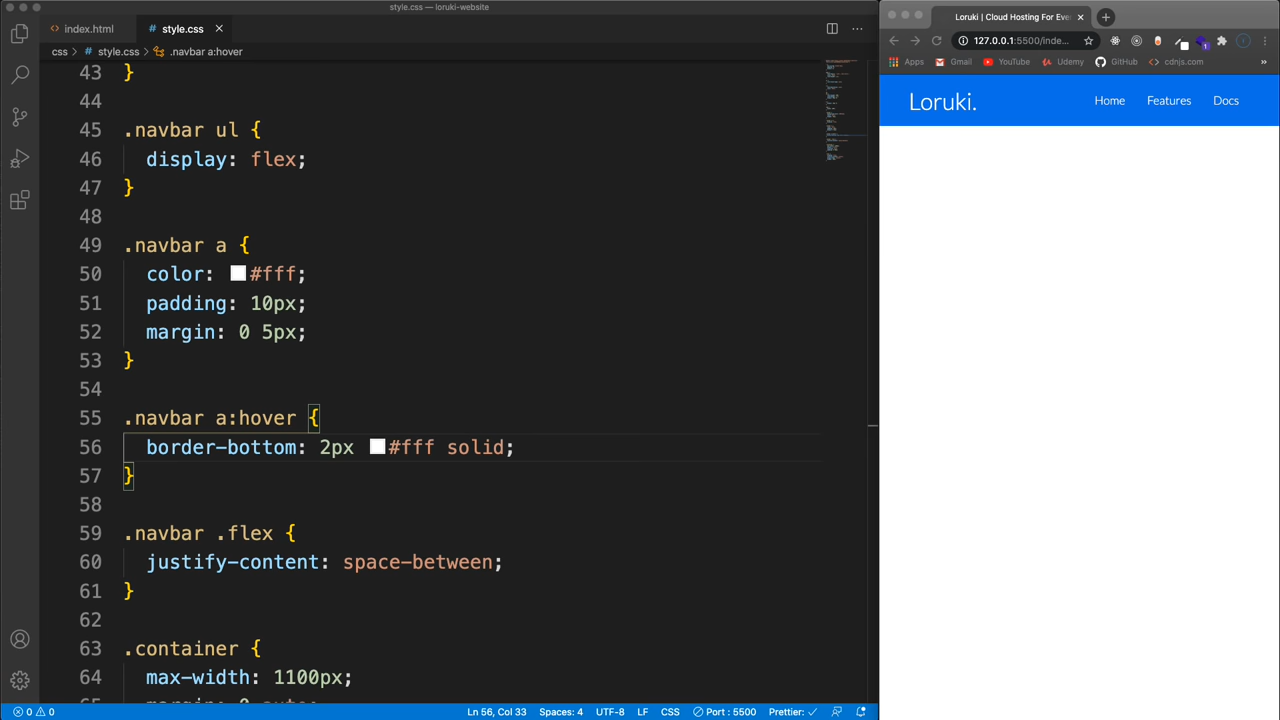 style.css — loruki-website
index.html
style.css
css > # style.css > .navbar a:hover
43 }
44
45 .navbar ul {
46 display: flex;
47 }
48
49 .navbar a {
50 color: #fff;
51 padding: 10px;
52 margin: 0 5px;
53 }
54
55 .navbar a:hover {
56 border-bottom: 2px #fff solid;
57 }
58
59 .navbar .flex {
60 justify-content: space-between;
61 }
62
63 .container {
64 max-width: 1100px;
0 0 Ln 56, Col 33 Spaces: 4 UTF-8 LF CSS Port : 5500 Prettier: ✓
Loruki | Cloud Hosting For Eve
127.0.0.1:5500/inde...
Apps Gmail YouTube Udemy GitHub cdnjs.com »
Loruki. Home Features Docs